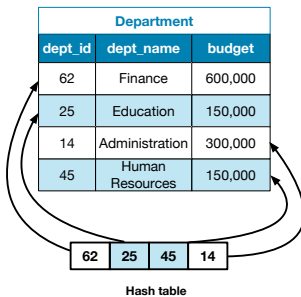 Department
dept_id dept_name budget
62 Finance 600,000
25 Education 150,000
14 Administration 300,000
45 Human Resources 150,000
62 25 45 14
Hash table